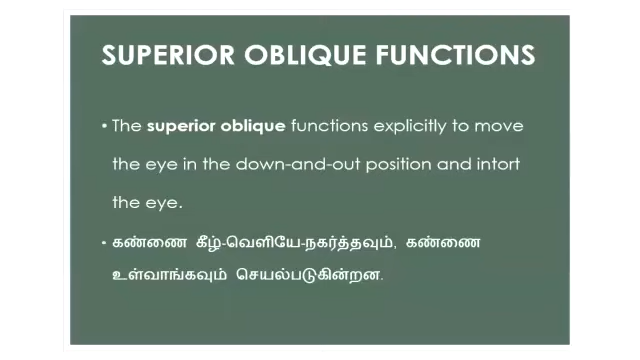 SUPERIOR OBLIQUE FUNCTIONS
• The superior oblique functions explicitly to move
the eye in the down-and-out position and intort
the eye.
• கண்ணை கீழ்-வெளியே-நகர்த்தவும், கண்ணை
உள்வாங்கவும் செயல்படுகின்றன.